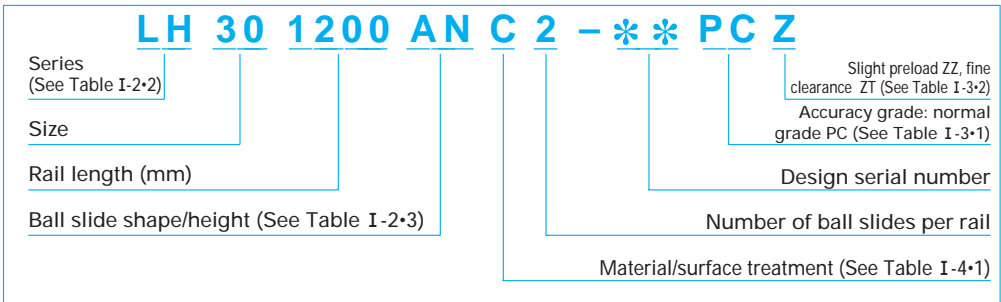 LH 30 1200 AN C 2 – ** PC Z
Series
(See Table I-2•2)
Size
Rail length (mm)
Ball slide shape/height (See Table I-2•3)
Slight preload ZZ, fine
clearance ZT (See Table I-3•2)
Accuracy grade: normal
grade PC (See Table I-3•1)
Design serial number
Number of ball slides per rail
Material/surface treatment (See Table I-4•1)